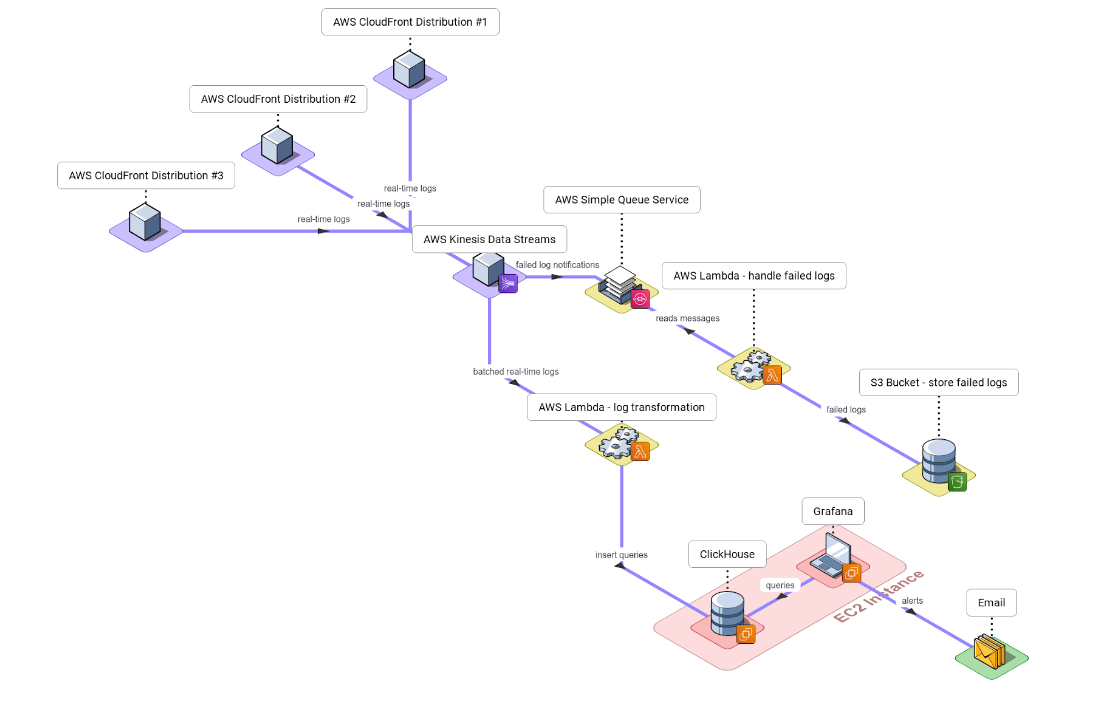 AWS CloudFront Distribution #1
AWS CloudFront Distribution #2
AWS CloudFront Distribution #3
real-time logs
real-time logs
real-time logs
AWS Simple Queue Service
AWS Kinesis Data Streams
failed log notifications
AWS Lambda - handle failed logs
reads messages
batched real-time logs
S3 Bucket - store failed logs
AWS Lambda - log transformation
failed logs
Grafana
insert queries
ClickHouse
queries
EC2 Instance
alerts
Email